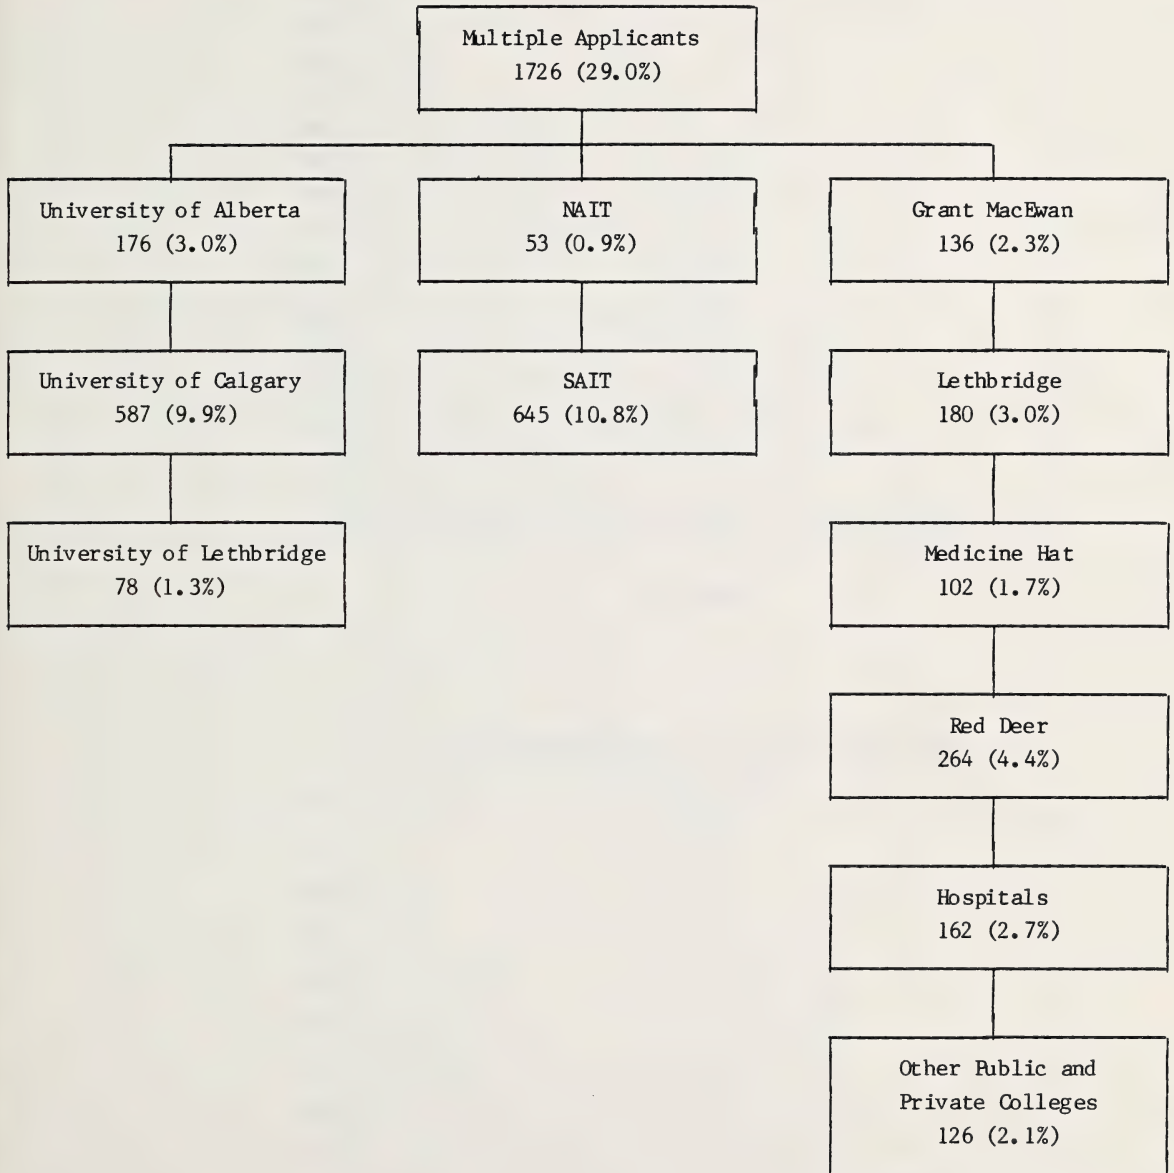 Multiple Applicants
1726 (29.0%)
University of Alberta
176 (3.0%)
NAIT
53 (0.9%)
Grant MacEwan
136 (2.3%)
University of Calgary
587 (9.9%)
SAIT
645 (10.8%)
Lethbridge
180 (3.0%)
University of Lethbridge
78 (1.3%)
Medicine Hat
102 (1.7%)
Red Deer
264 (4.4%)
Hospitals
162 (2.7%)
Other Public and
Private Colleges
126 (2.1%)